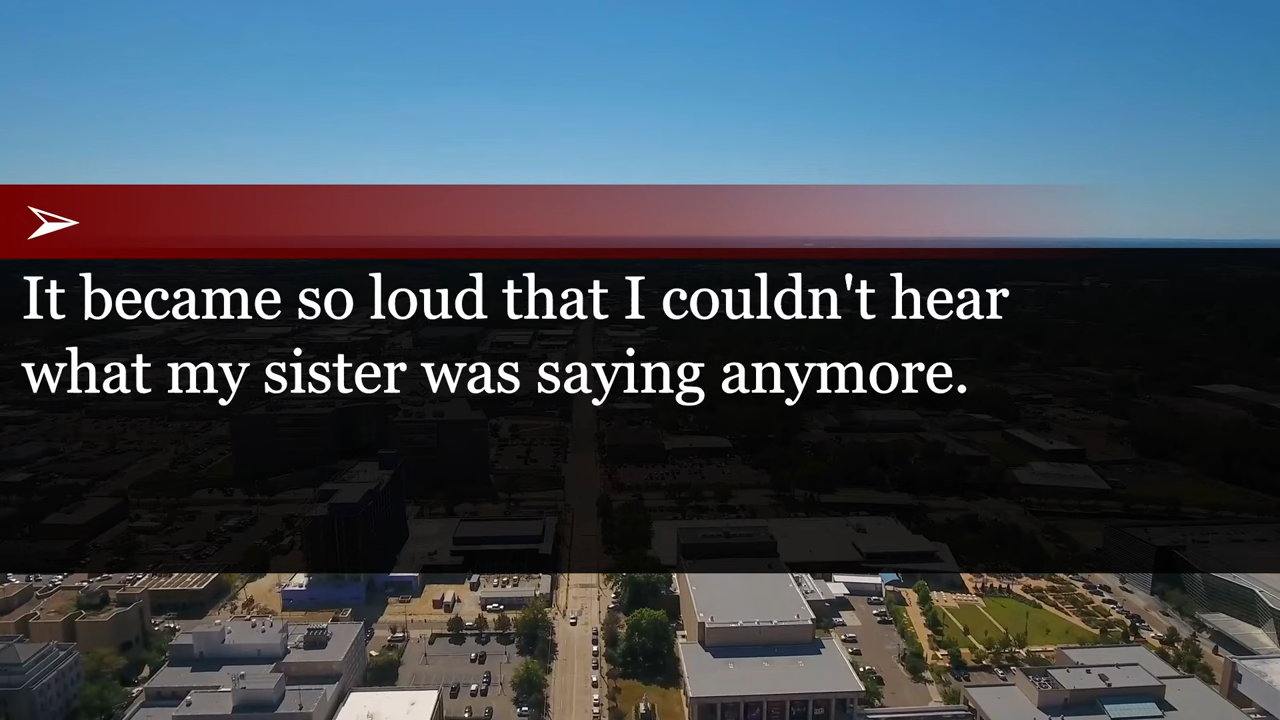 It became so loud that I couldn't hear
what my sister was saying anymore.